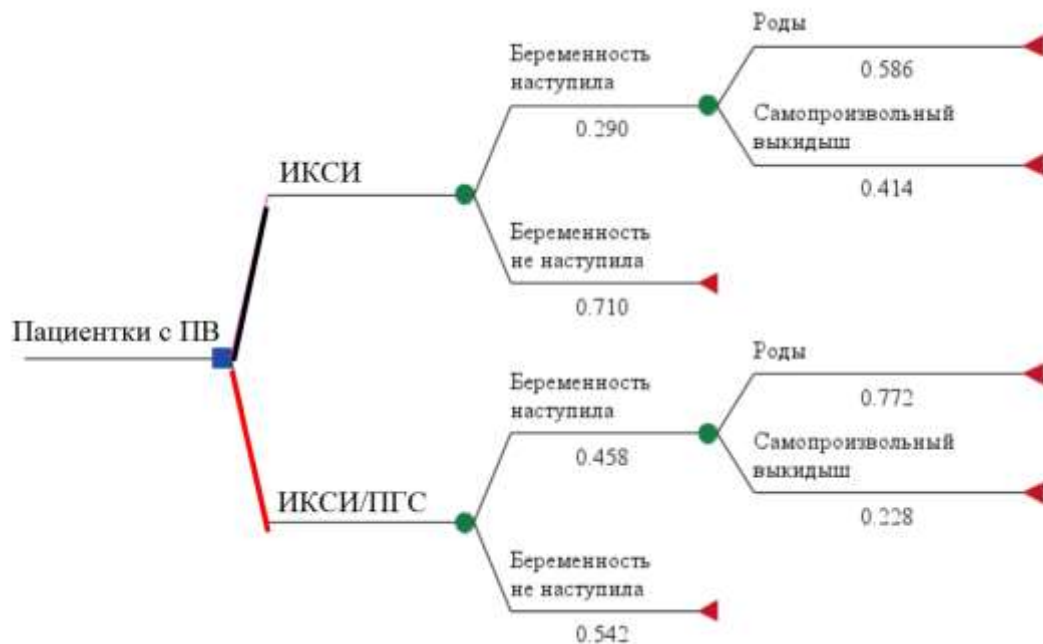 Роды
0.586
Беременность
наступила
0.290
Самопроизвольный
выкидыш
0.414
ИКСИ
Беременность
не наступила
0.710
Пациентки с ПВ
Роды
0.772
Беременность
наступила
0.458
Самопроизвольный
выкидыш
0.228
ИКСИ/ПГС
Беременность
не наступила
0.542